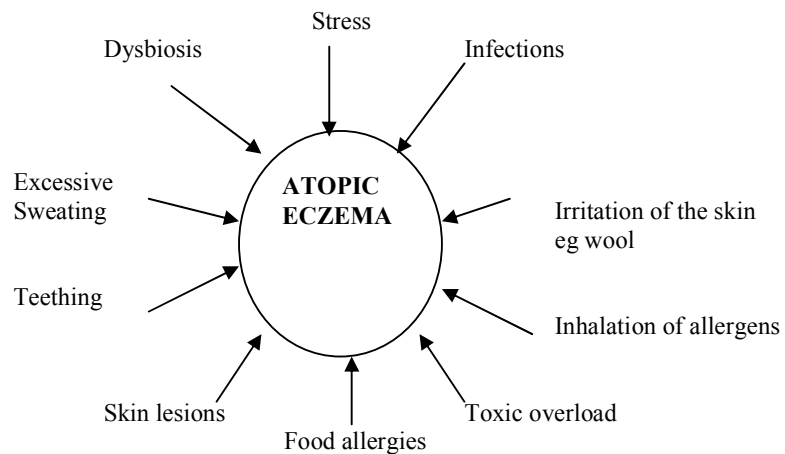 Stress
Dysbiosis
Infections
Excessive
Sweating
ATOPIC
ECZEMA
Irritation of the skin
eg wool
Teething
Inhalation of allergens
Skin lesions
Toxic overload
Food allergies